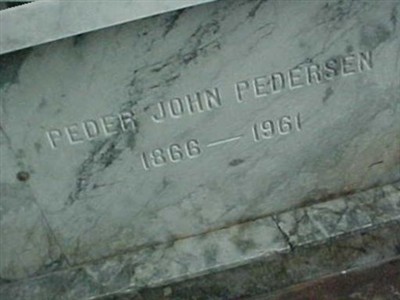 PEDER JOHN PEDERSEN
1866 — 1961